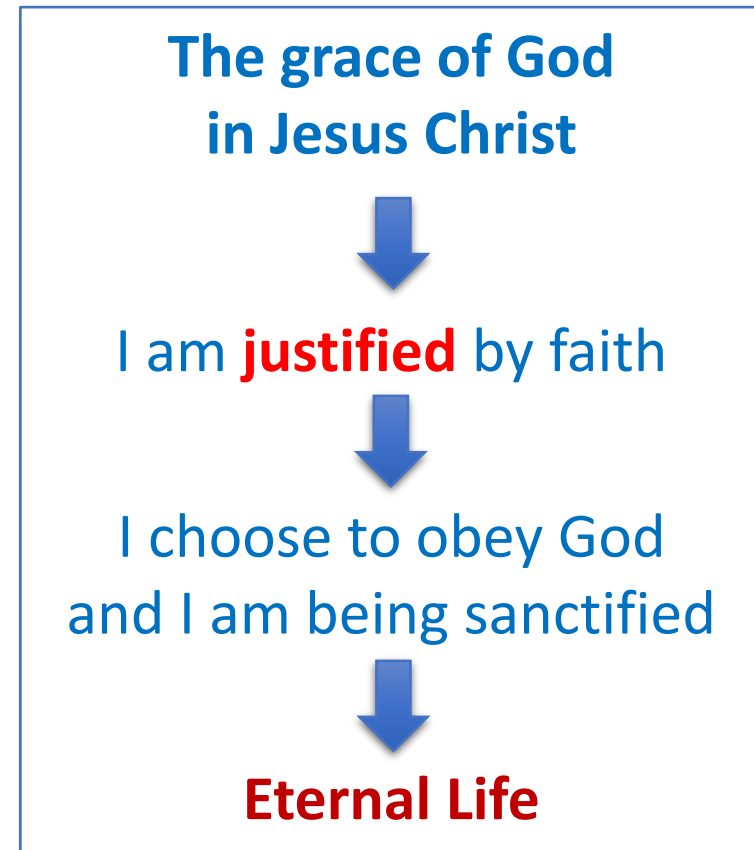 The grace of God
in Jesus Christ
I am justified by faith
I choose to obey God
and I am being sanctified
Eternal Life